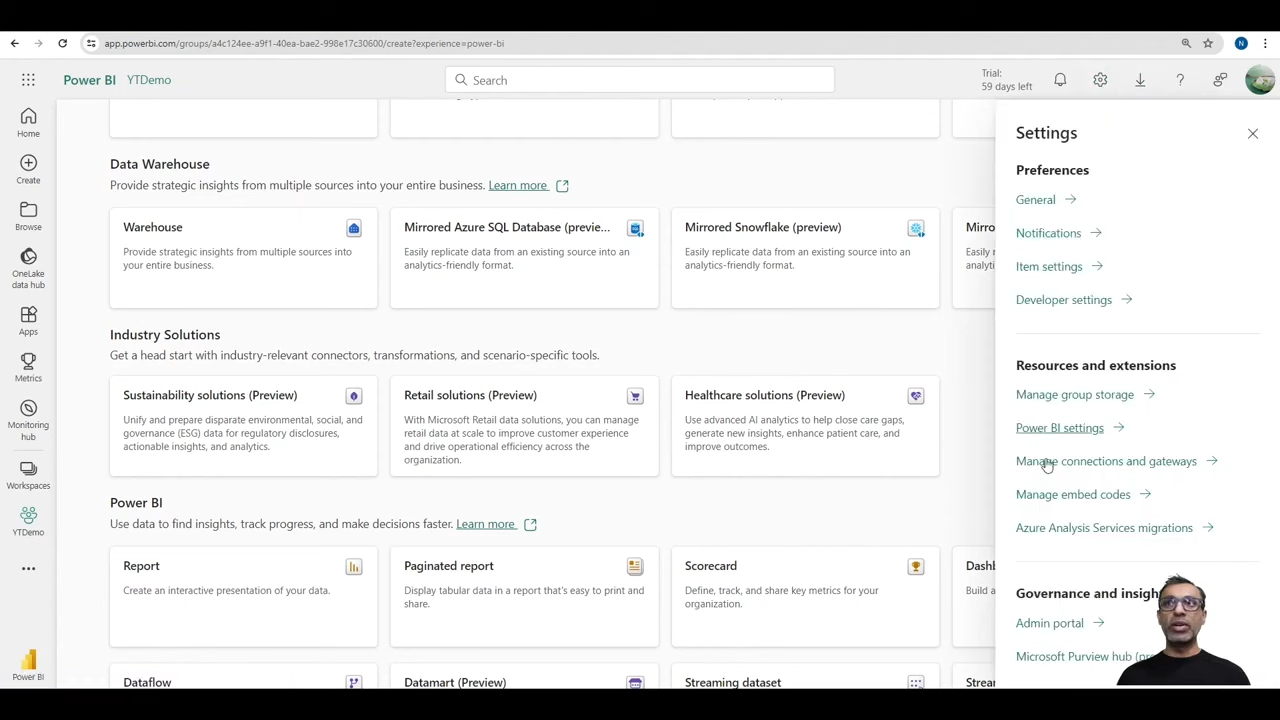 app.powerbi.com/groups/a4c124ee-a9f1-40ea-bae2-998e17c30600/create?experience=power-bi
N
Power BI YTDemo
Search
Trial:
59 days left
Home
Create
Browse
OneLake
data hub
Apps
Metrics
Monitoring
hub
Workspaces
YTDemo
Power BI
Data Warehouse
Provide strategic insights from multiple sources into your entire business. Learn more
Warehouse
Provide strategic insights from multiple sources into
your entire business.
Mirrored Azure SQL Database (previe...
Easily replicate data from an existing source into an
analytics-friendly format.
Mirrored Snowflake (preview)
Easily replicate data from an existing source into an
analytics-friendly format.
Mirro
Easily
analyti
Industry Solutions
Get a head start with industry-relevant connectors, transformations, and scenario-specific tools.
Sustainability solutions (Preview)
Unify and prepare disparate environmental, social, and
governance (ESG) data for regulatory disclosures,
actionable insights, and analytics.
Retail solutions (Preview)
With Microsoft Retail data solutions, you can manage
retail data at scale to improve customer experience
and drive operational efficiency across the
organization.
Healthcare solutions (Preview)
Use advanced AI analytics to help close care gaps,
generate new insights, enhance patient care, and
improve outcomes.
Power BI
Use data to find insights, track progress, and make decisions faster. Learn more
Report
Create an interactive presentation of your data.
Paginated report
Display tabular data in a report that's easy to print and
share.
Scorecard
Define, track, and share key metrics for your
organization.
Dashb
Build a
Dataflow
Datamart (Preview)
Streaming dataset
Strear
Settings
Preferences
General
Notifications
Item settings
Developer settings
Resources and extensions
Manage group storage
Power BI settings
Manage connections and gateways
Manage embed codes
Azure Analysis Services migrations
Governance and insigh
Admin portal
Microsoft Purview hub (pr